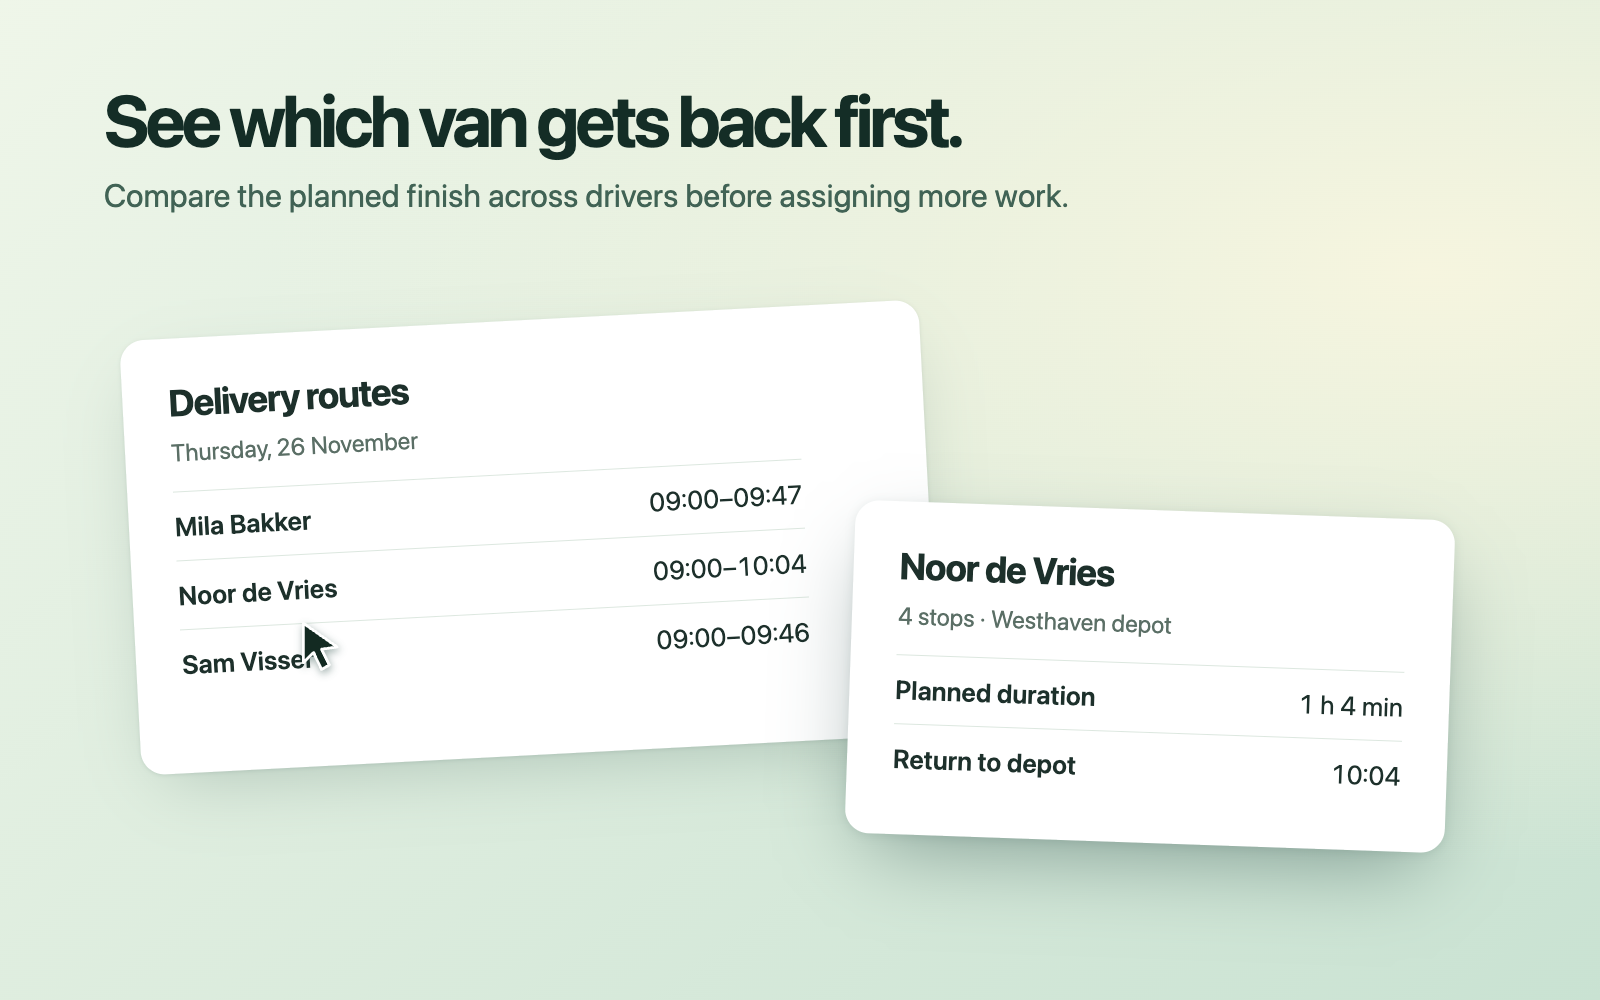 See which van gets back first.
Compare the planned finish across drivers before assigning more work.
Delivery routes
Thursday, 26 November
Mila Bakker 09:00–09:47
Noor de Vries 09:00–10:04
Sam Visser 09:00–09:46
Noor de Vries
4 stops · Westhaven depot
Planned duration 1 h 4 min
Return to depot 10:04